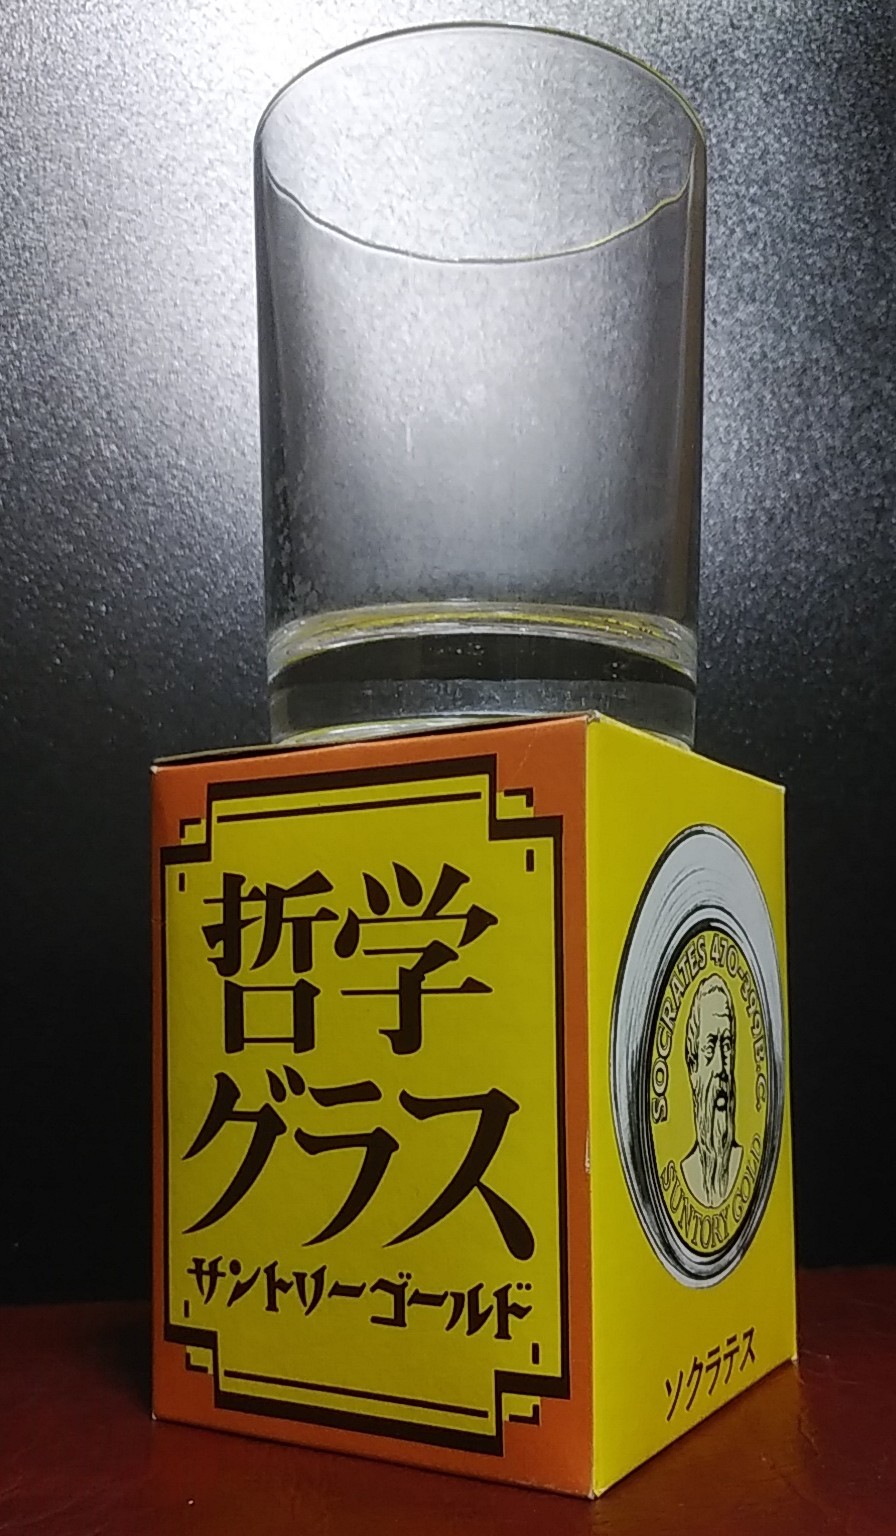 哲学
グラス
サントリーゴールド
SOCRATES 470-399B.C.
SUNTORY GOLD
ソクラテス